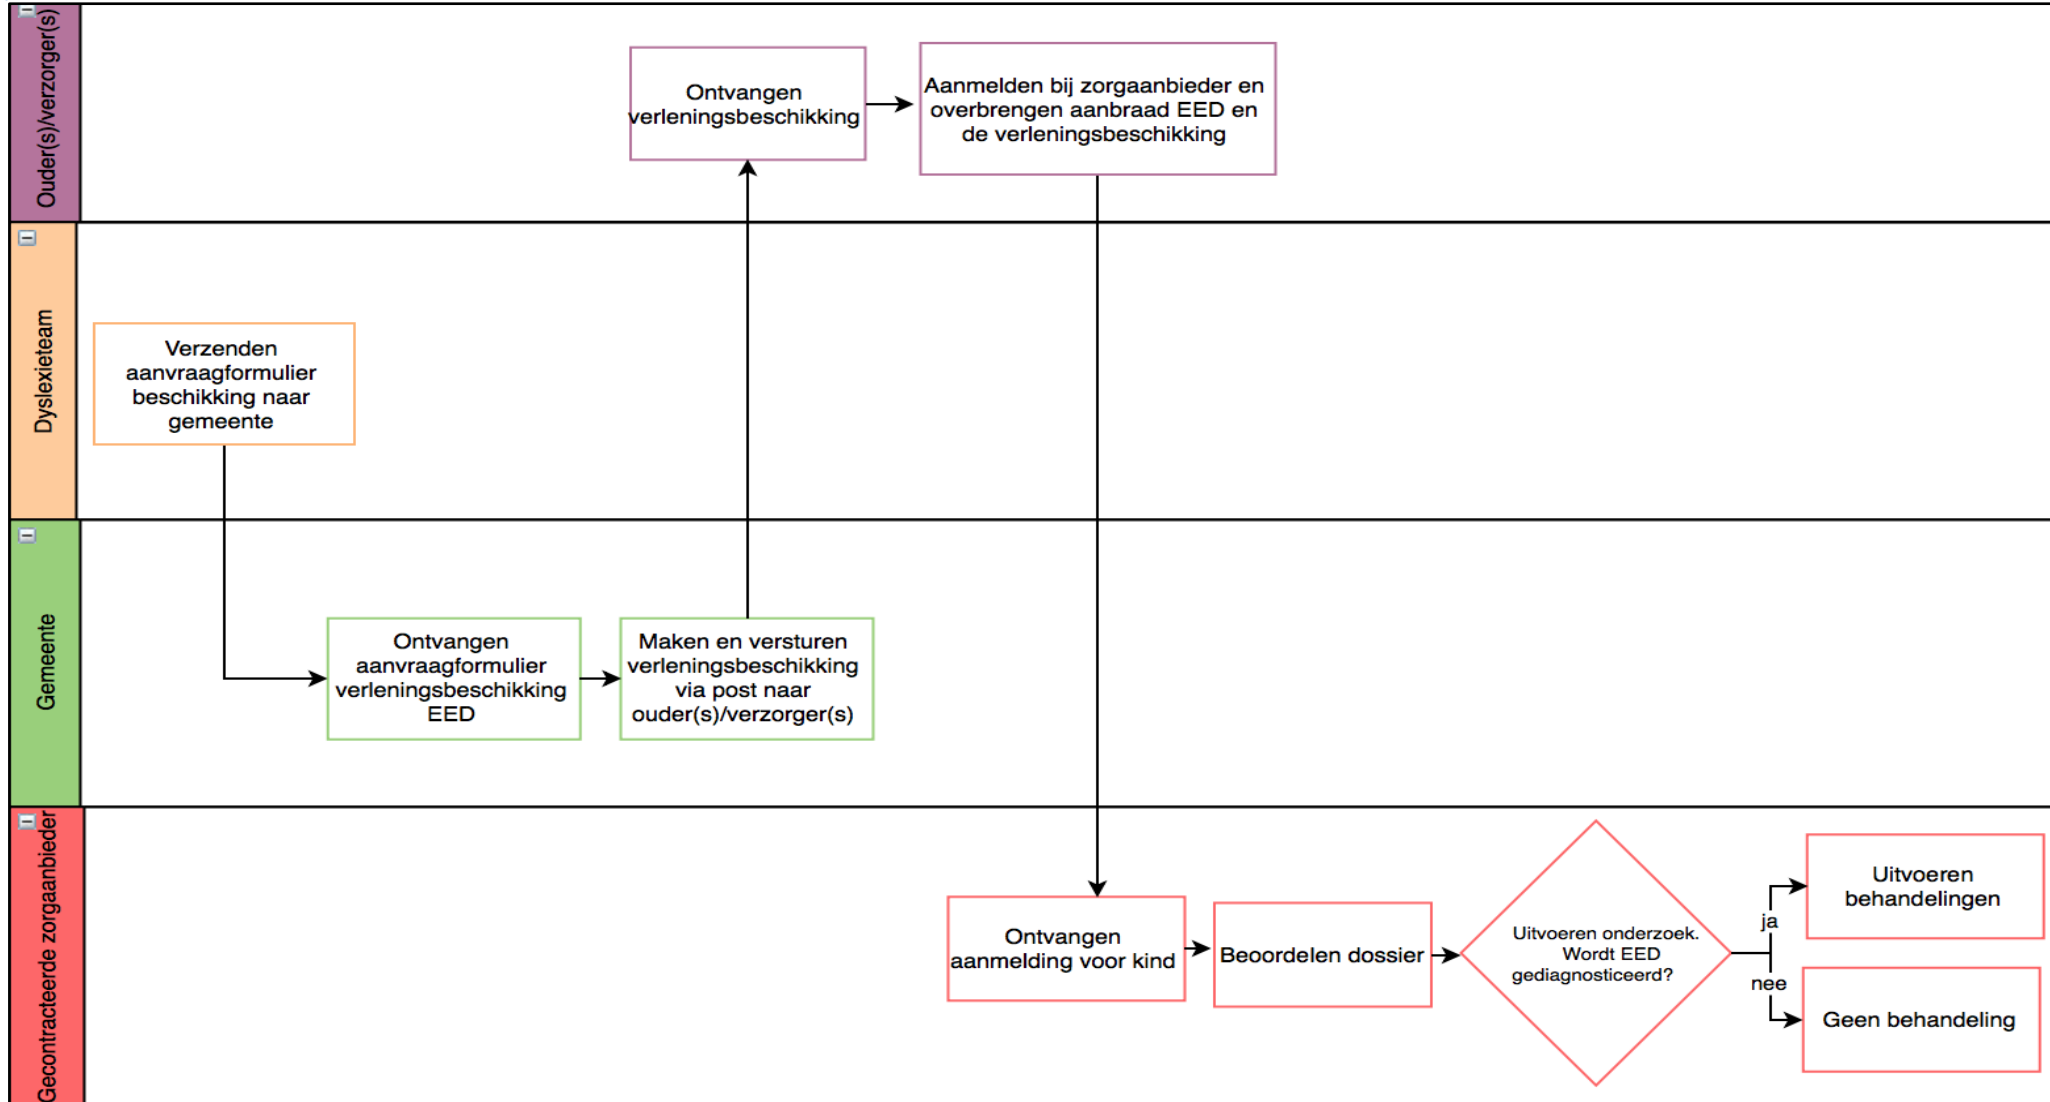 Ouder(s)/verzorger(s)
Ontvangen
verleningsbeschikking
Aanmelden bij zorgaanbieder en
overbrengen aanbraad EED en
de verleningsbeschikking
Dyslexieteam
Verzenden
aanvraagformulier
beschikking naar
gemeente
Gemeente
Ontvangen
aanvraagformulier
verleningsbeschikking
EED
Maken en versturen
verleningsbeschikking
via post naar
ouder(s)/verzorger(s)
Gecontracteerde zorgaanbieder
Ontvangen
aanmelding voor kind
Beoordelen dossier
Uitvoeren onderzoek.
Wordt EED
gediagnosticeerd?
ja
Uitvoeren
behandelingen
nee
Geen behandeling